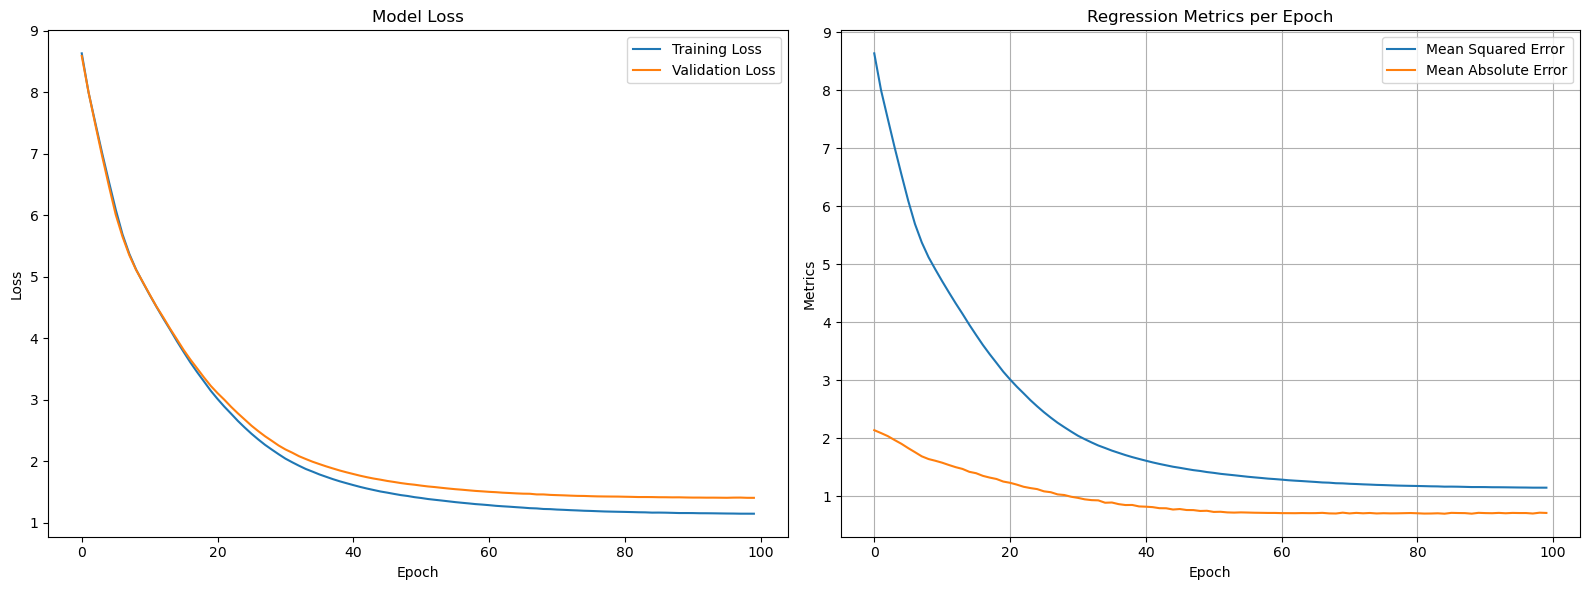 Model Loss
9
8
7
6
5
4
3
2
1
Loss
Training Loss
Validation Loss
0 20 40 60 80 100
Epoch
Regression Metrics per Epoch
9
8
7
6
5
4
3
2
1
Metrics
Mean Squared Error
Mean Absolute Error
0 20 40 60 80 100
Epoch